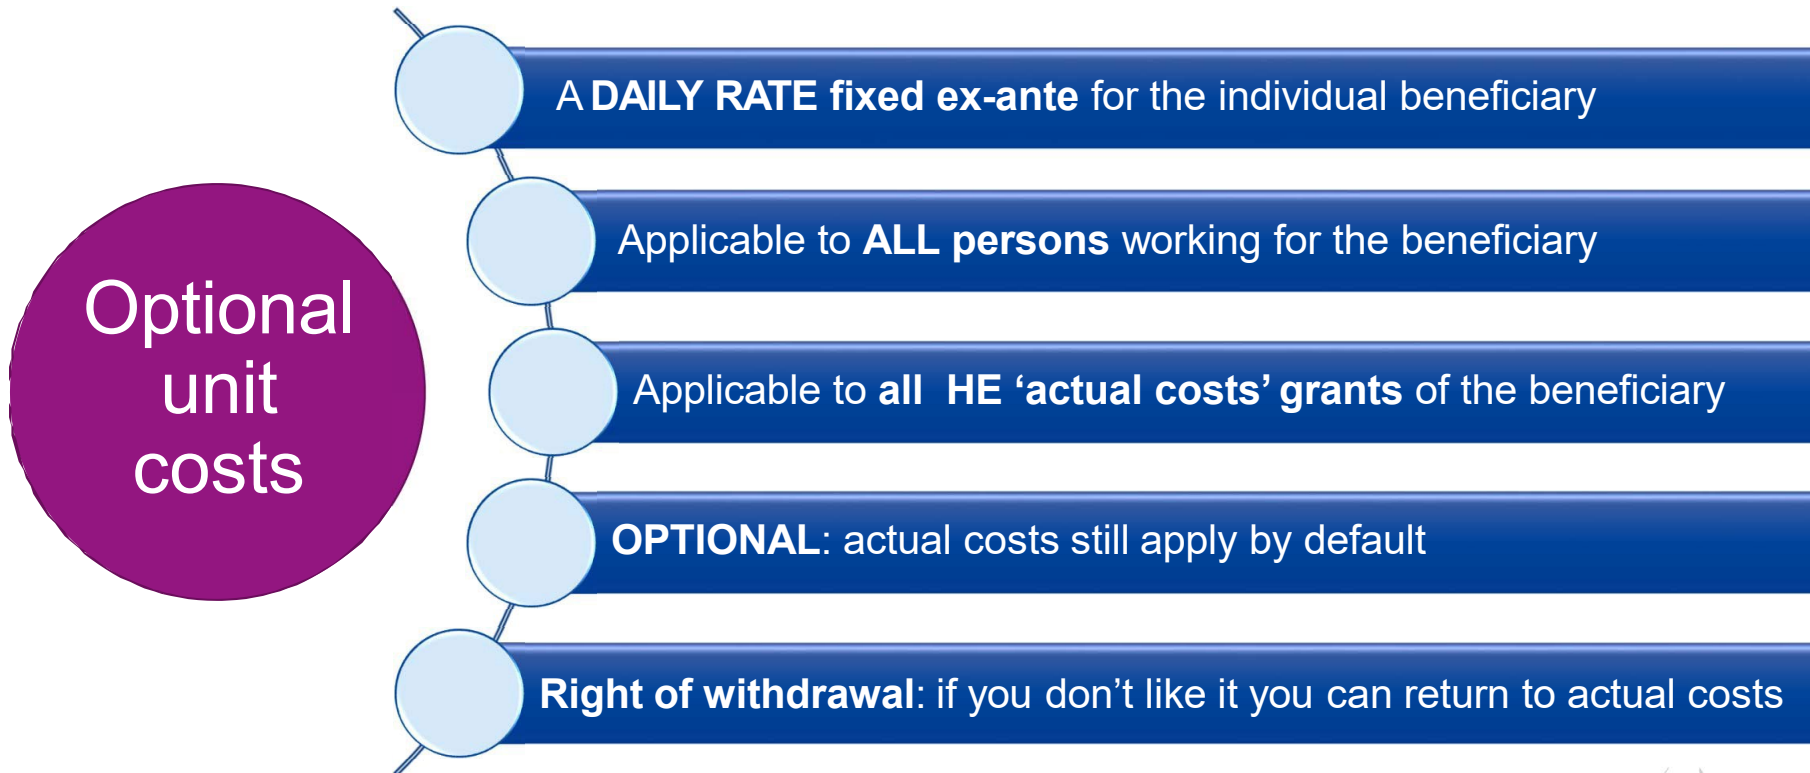 Optional
unit
costs
A DAILY RATE fixed ex-ante for the individual beneficiary
Applicable to ALL persons working for the beneficiary
Applicable to all  HE ‘actual costs’ grants of the beneficiary
OPTIONAL: actual costs still apply by default
Right of withdrawal: if you don’t like it you can return to actual costs